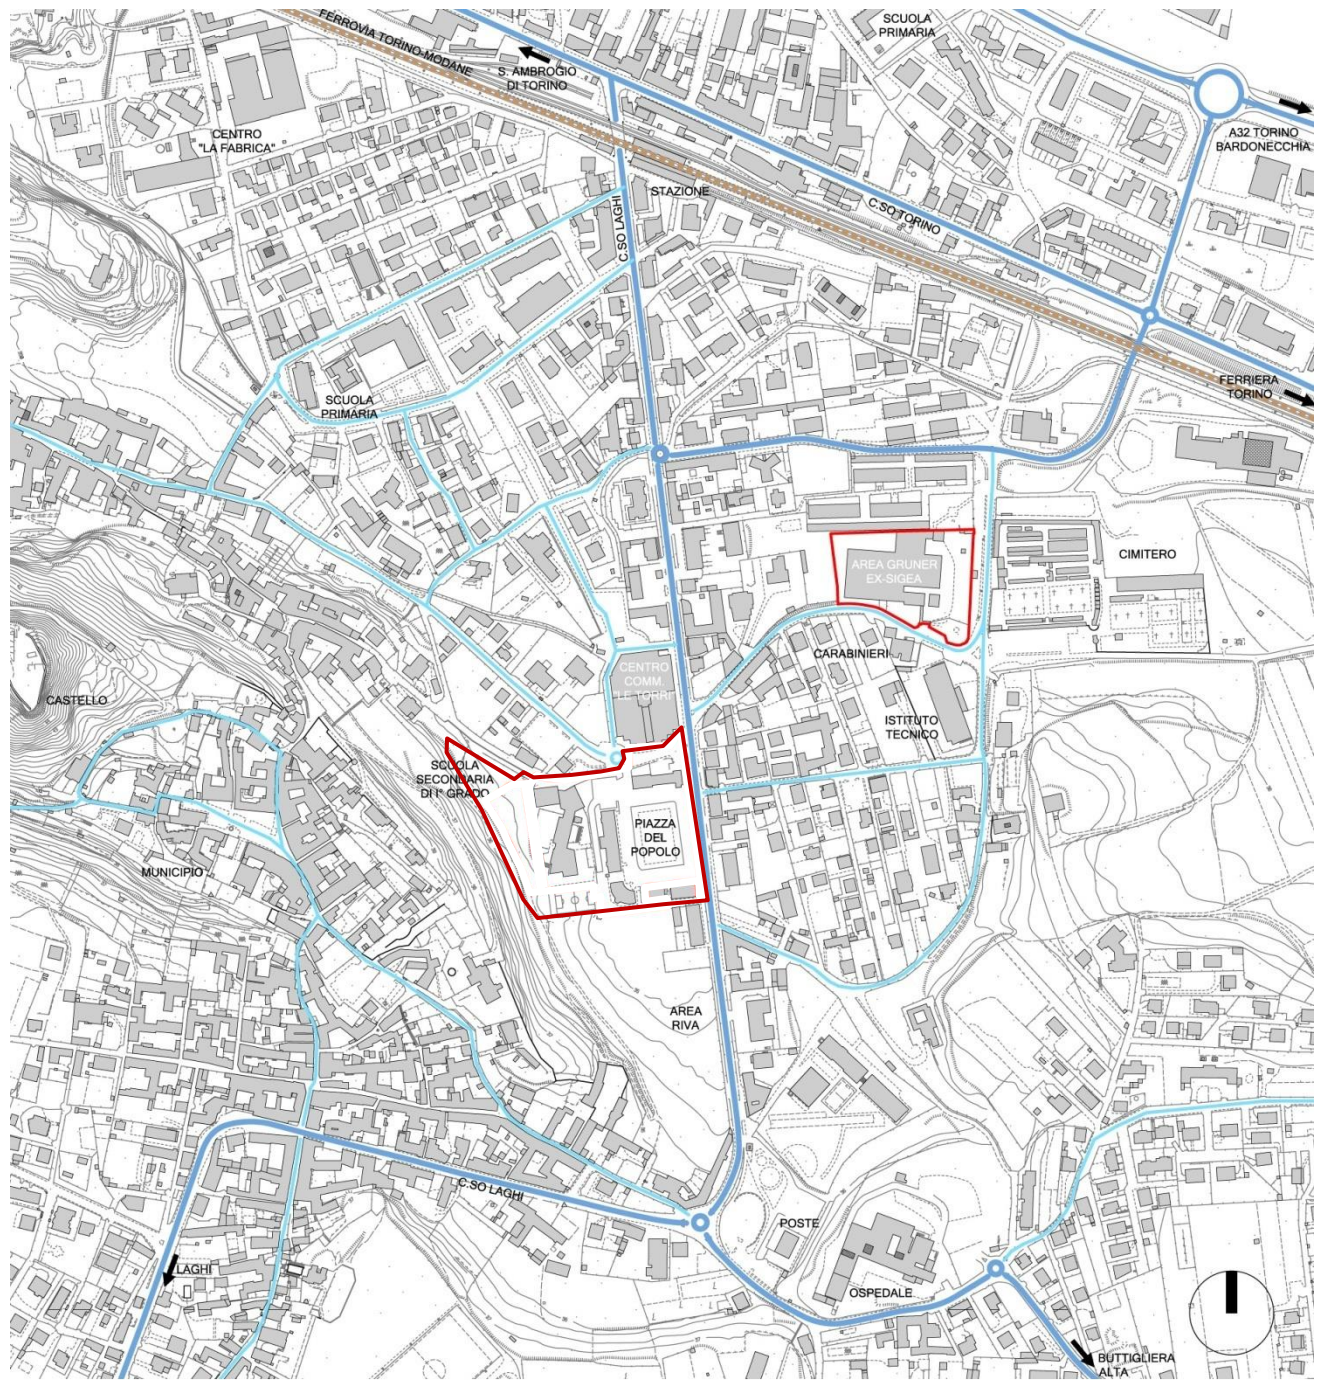 SCUOLA
PRIMARIA
FERROVIA TORINO-MODANE
S. AMBROGIO
DI TORINO
CENTRO
"LA FABRICA"
A32 TORINO
BARDONECCHIA
STAZIONE
C.SO LAGHI
C.SO TORINO
FERRIERA
TORINO
SCUOLA
PRIMARIA
CIMITERO
AREA GRUNER
EX-SIGEA
CARABINIERI
CENTRO
COMM.
"LE TORRI"
CASTELLO
ISTITUTO
TECNICO
SCUOLA
SECONDARIA
DI I° GRADO
PIAZZA
DEL
POPOLO
MUNICIPIO
AREA
RIVA
C.SO LAGHI
POSTE
LAGHI
OSPEDALE
BUTTIGLIERA
ALTA